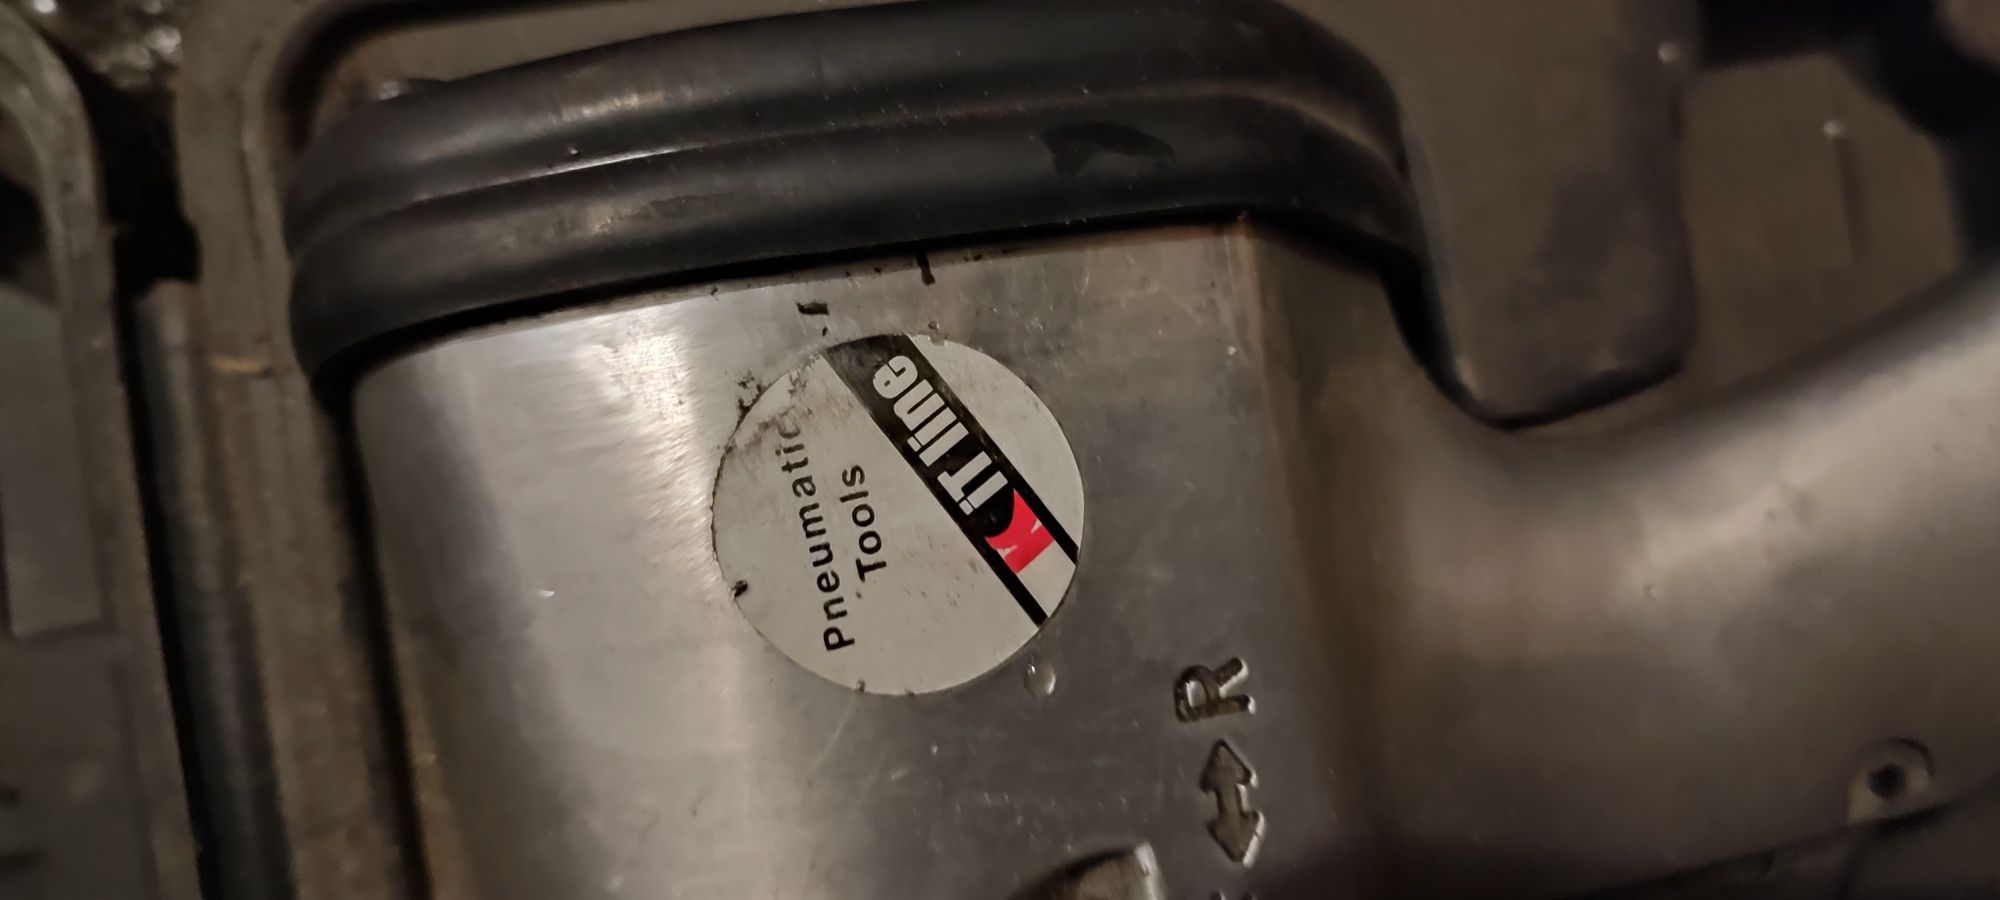 KiT line
Pneumatic
Tools
R